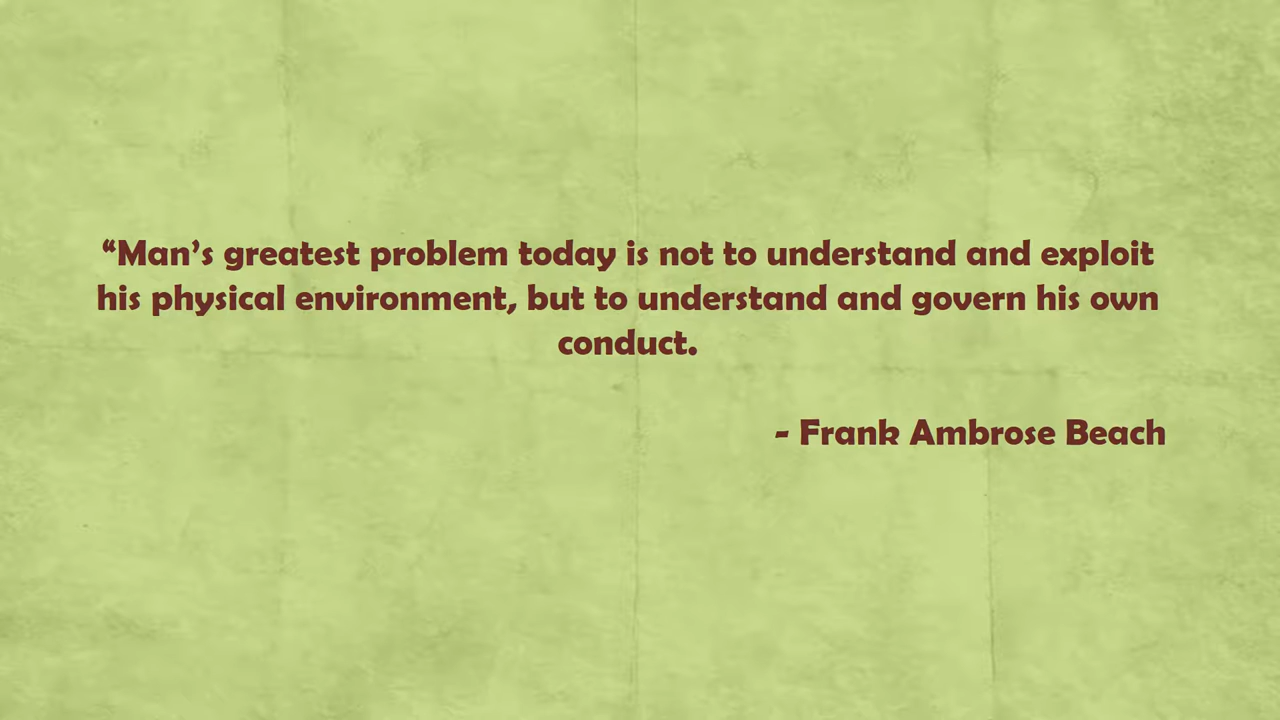 “Man’s greatest problem today is not to understand and exploit
his physical environment, but to understand and govern his own
conduct.
- Frank Ambrose Beach